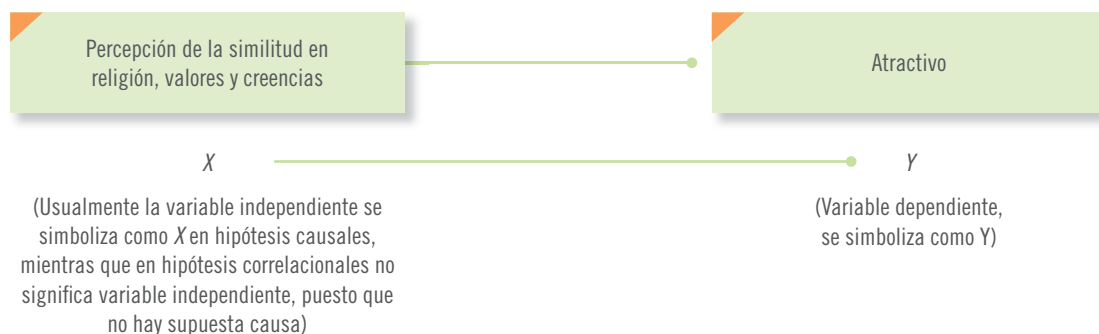 Percepción de la similitud en
religión, valores y creencias
Atractivo
X
Y
(Usualmente la variable independiente se
simboliza como X en hipótesis causales,
mientras que en hipótesis correlacionales no
significa variable independiente, puesto que
no hay supuesta causa)
(Variable dependiente,
se simboliza como Y)